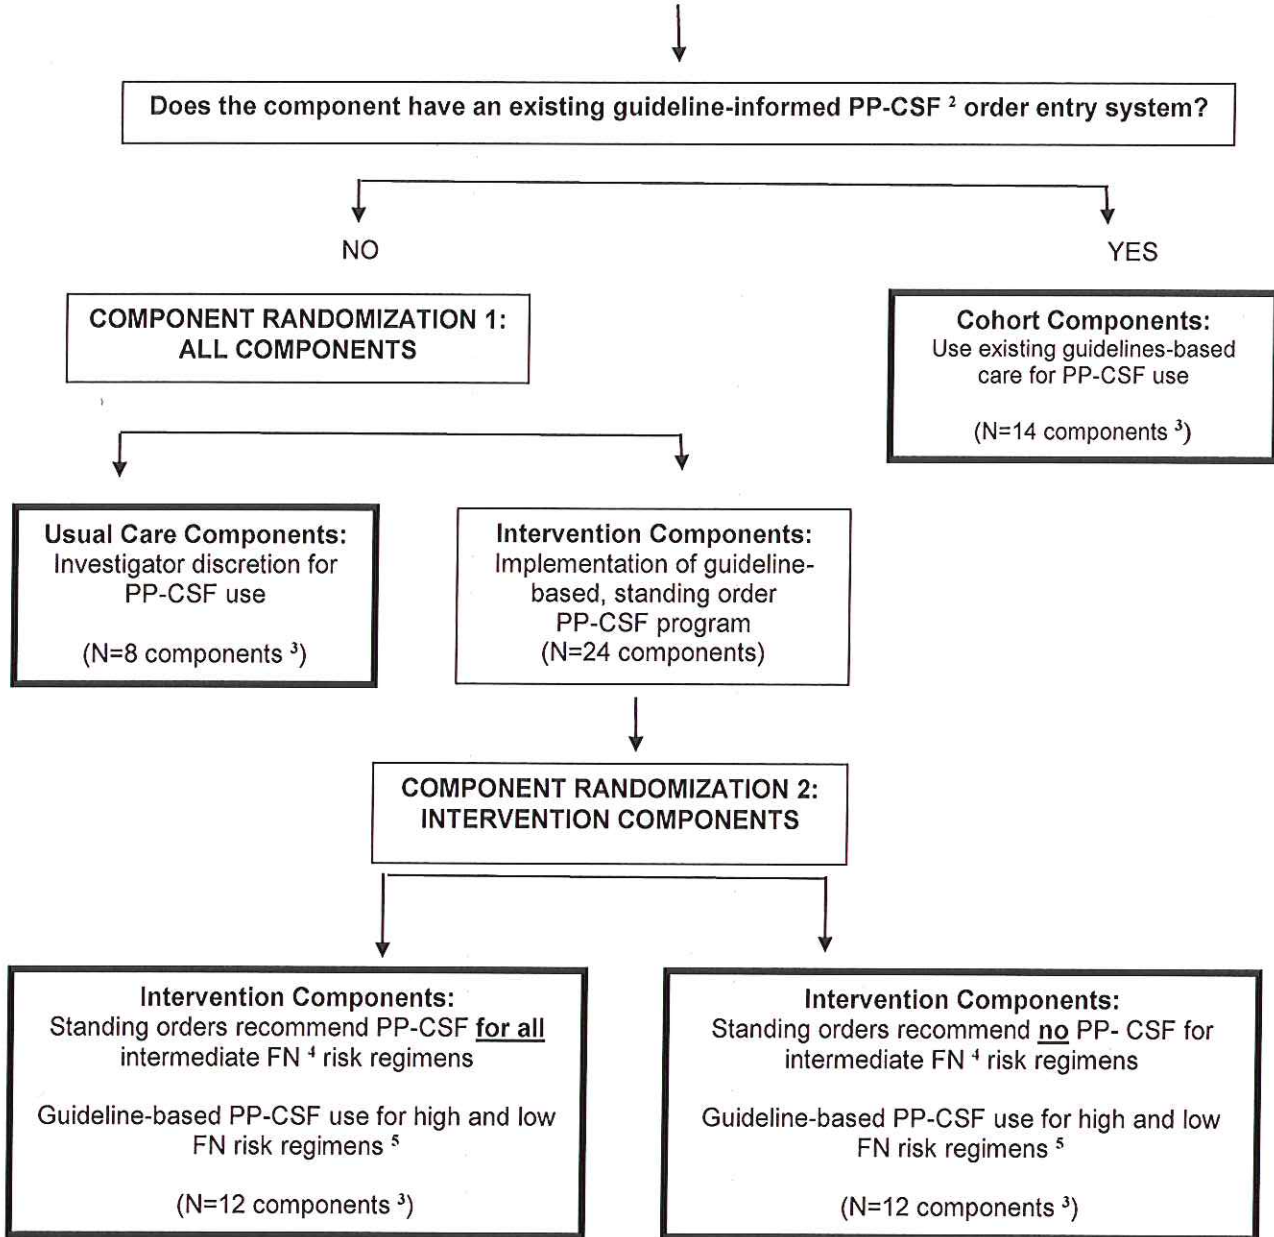 Does the component have an existing guideline-informed PP-CSF ² order entry system?
NO
YES
COMPONENT RANDOMIZATION 1:
ALL COMPONENTS
Cohort Components:
Use existing guidelines-based
care for PP-CSF use
(N=14 components ³)
Usual Care Components:
Investigator discretion for
PP-CSF use
(N=8 components ³)
Intervention Components:
Implementation of guideline-
based, standing order
PP-CSF program
(N=24 components)
COMPONENT RANDOMIZATION 2:
INTERVENTION COMPONENTS
Intervention Components:
Standing orders recommend PP-CSF for all
intermediate FN ⁴ risk regimens
Guideline-based PP-CSF use for high and low
FN risk regimens ⁵
(N=12 components ³)
Intervention Components:
Standing orders recommend no PP- CSF for
intermediate FN ⁴ risk regimens
Guideline-based PP-CSF use for high and low
FN risk regimens ⁵
(N=12 components ³)